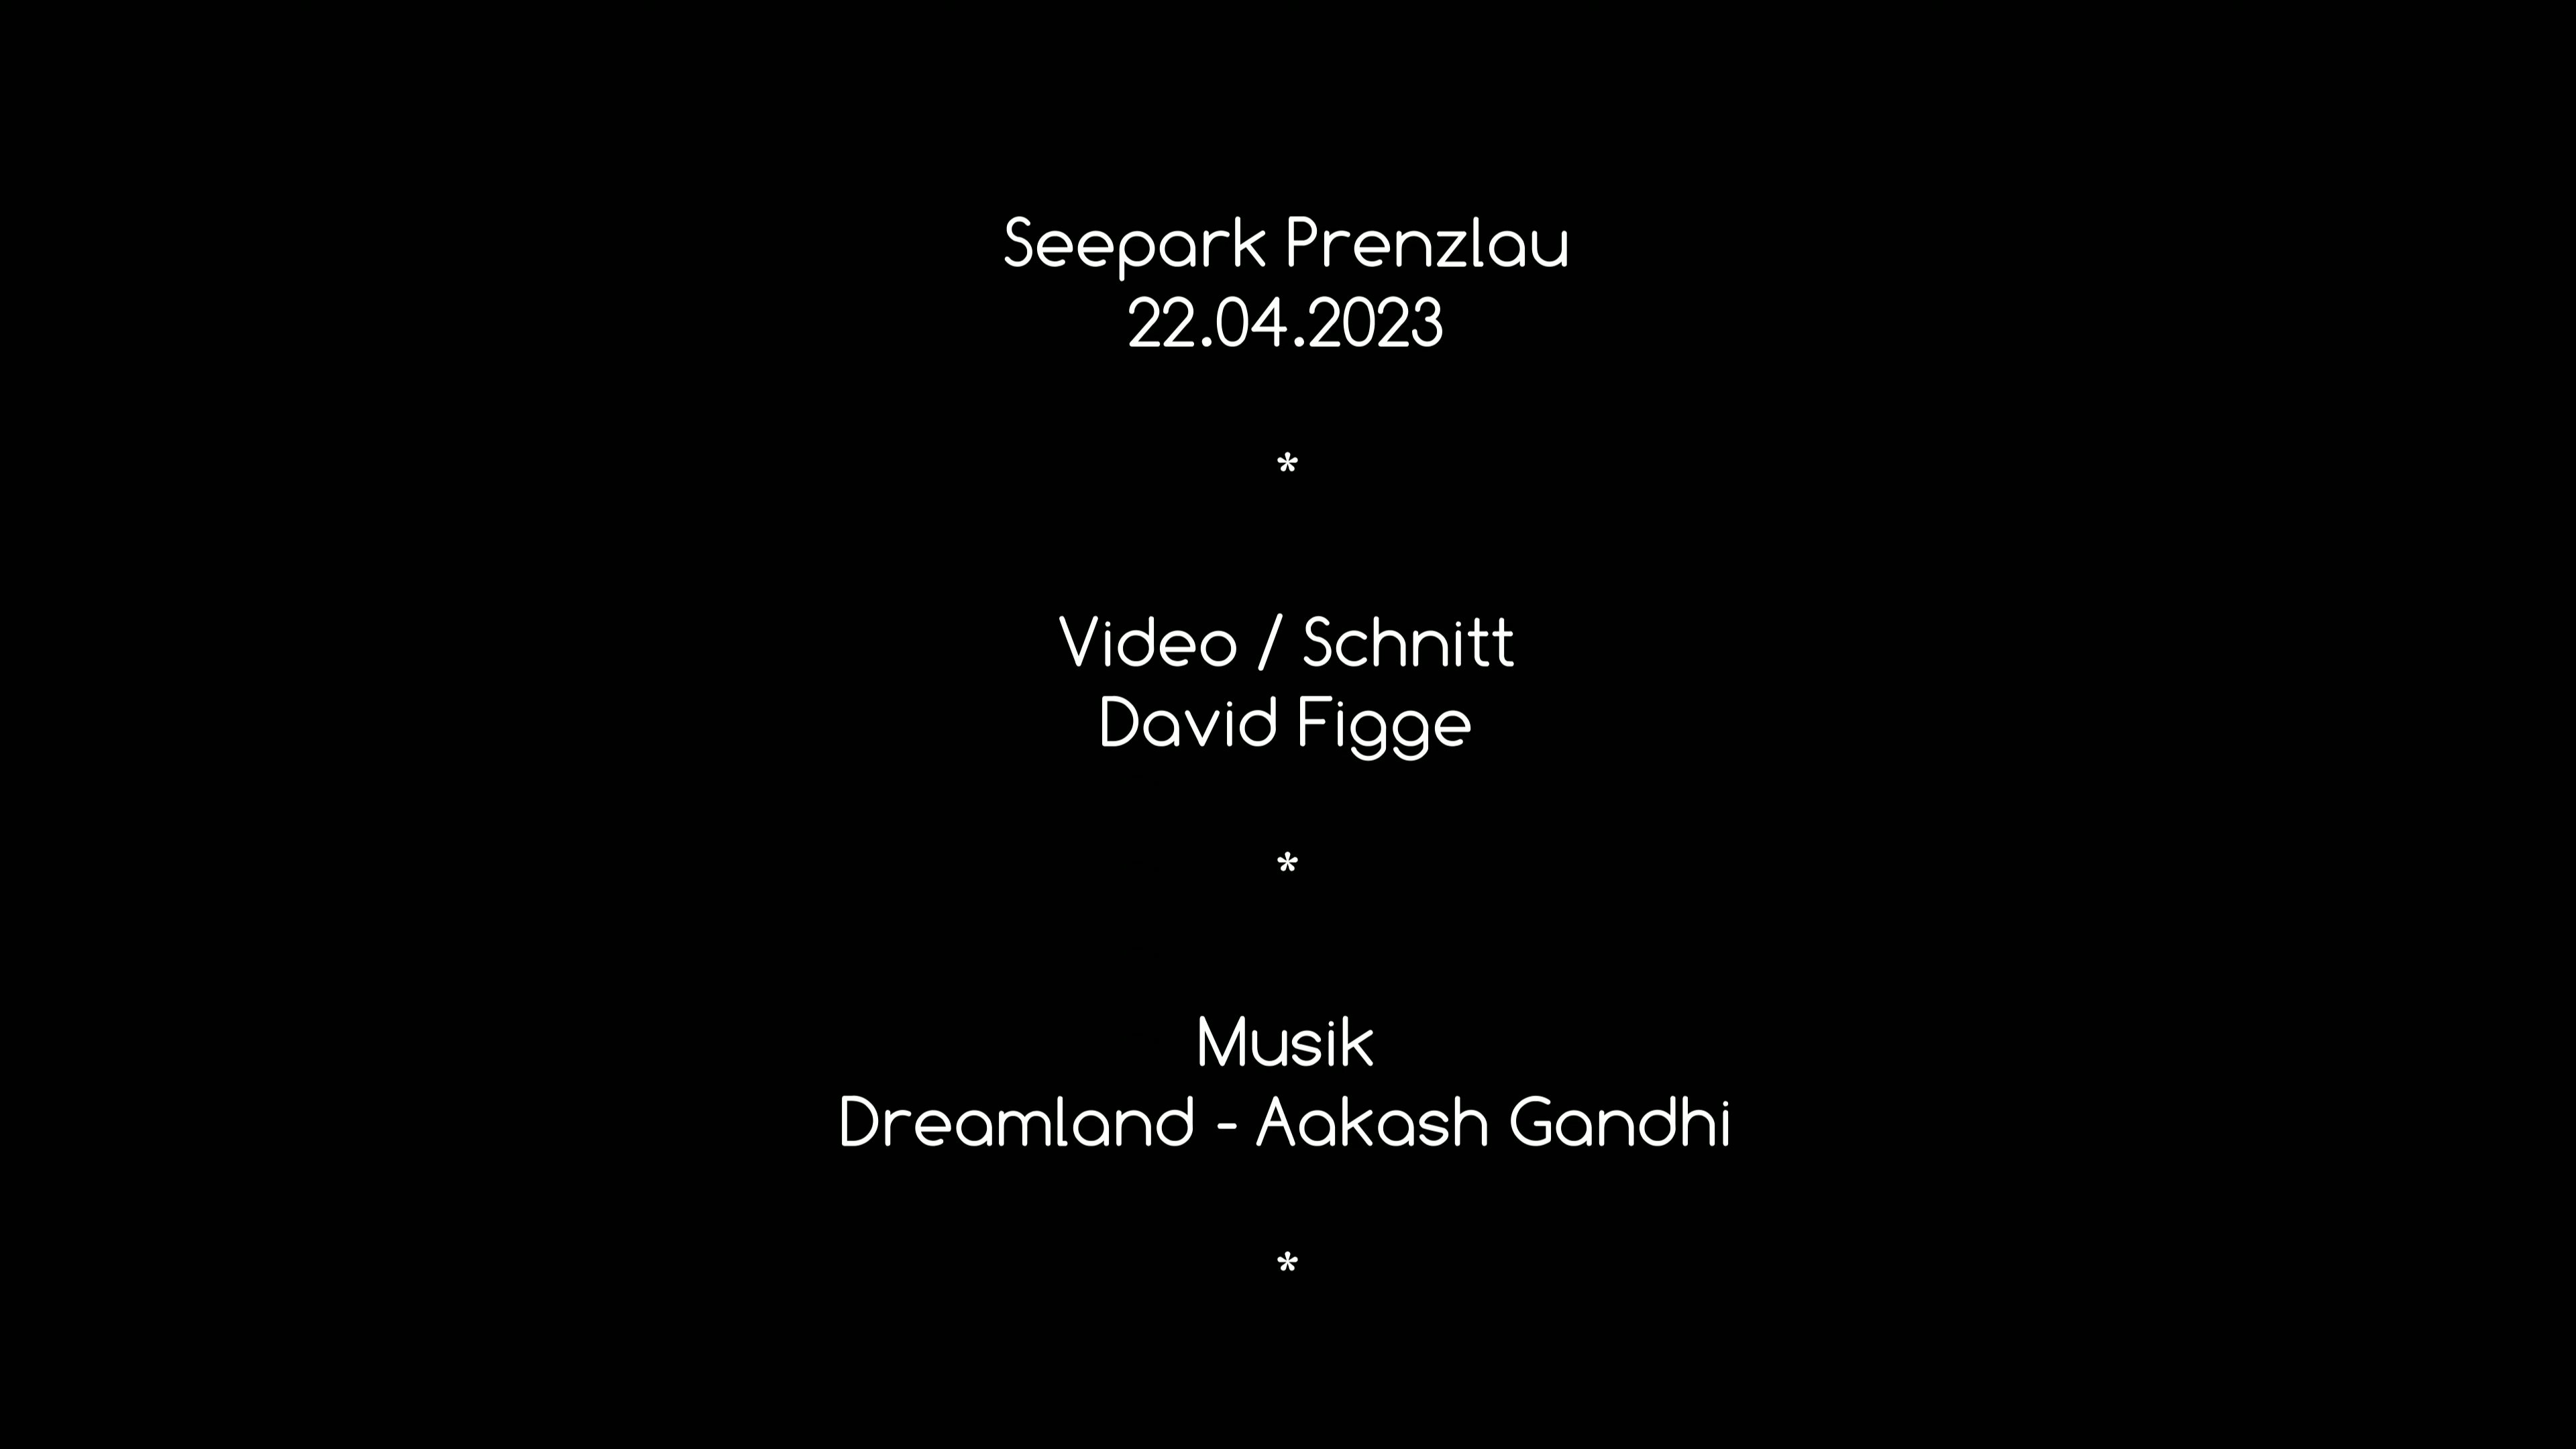 Seepark Prenzlau
22.04.2023
*
Video / Schnitt
David Figge
*
Musik
Dreamland - Aakash Gandhi
*